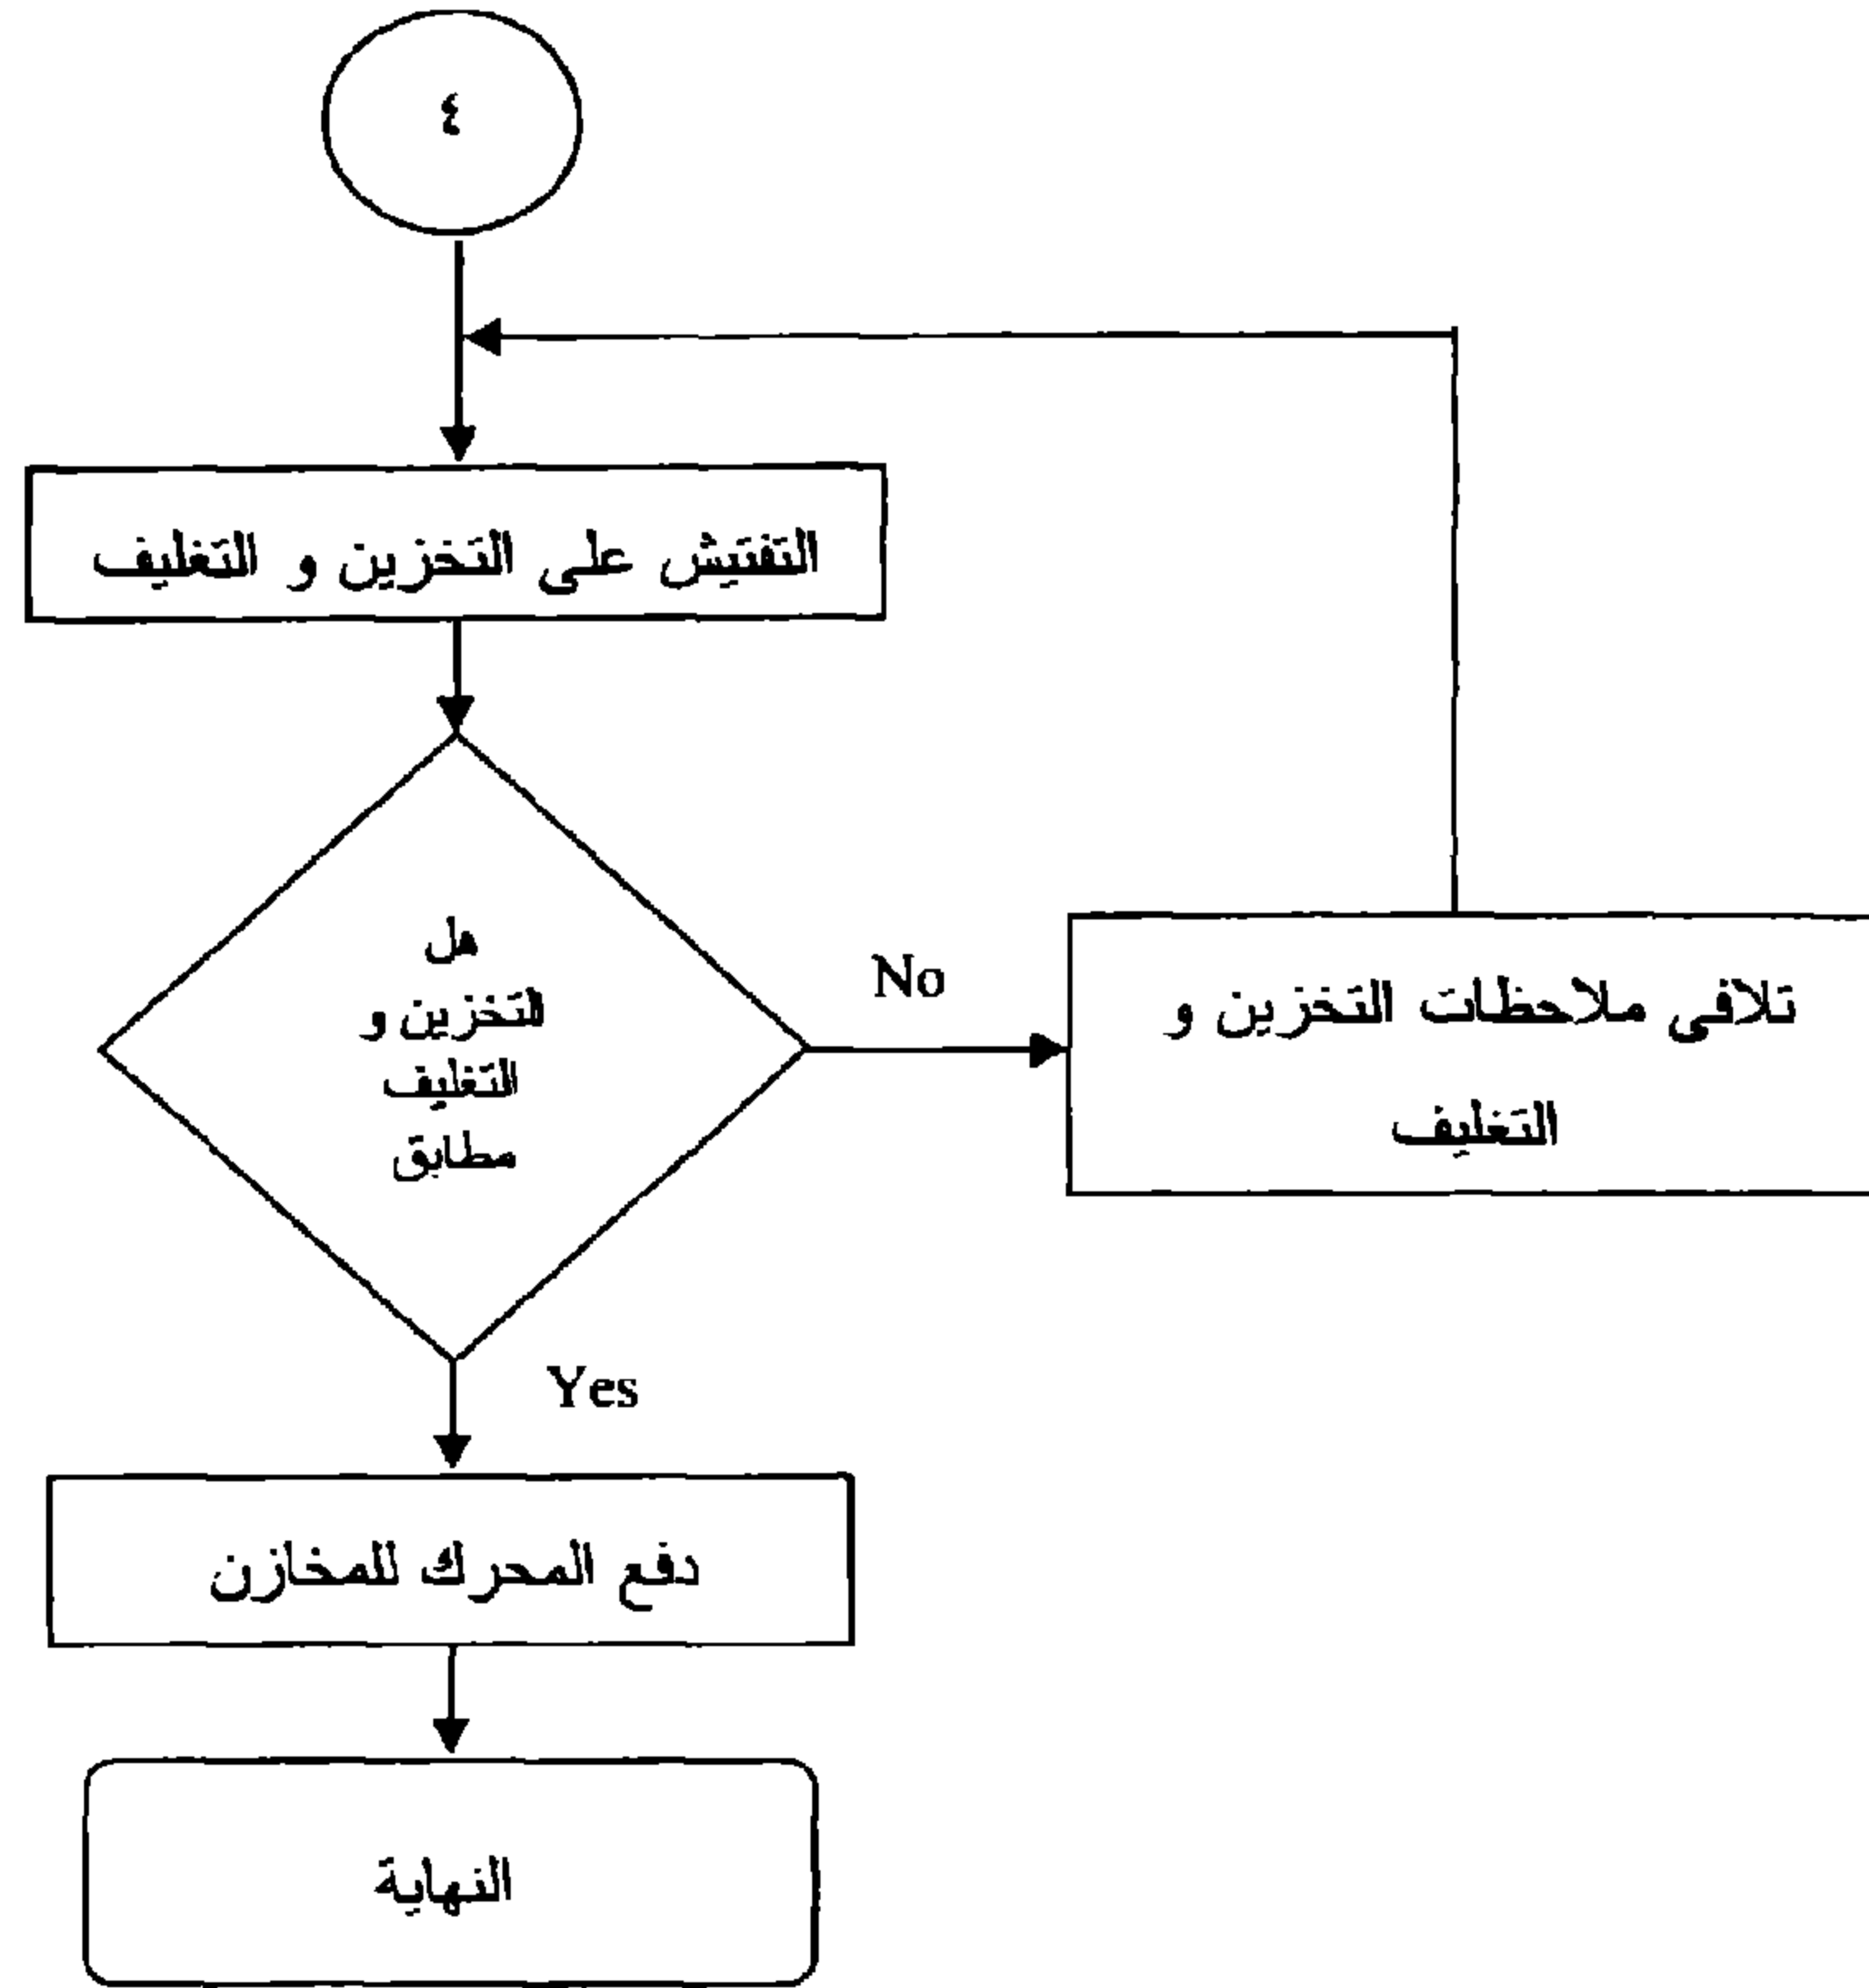 ٤
التفتيش على التخزين و التغليف
هل
التخزين و
التغليف
مطابق
No
تلافى ملاحظات التخزين و
التغليف
Yes
دفع المحرك للمخازن
النهاية